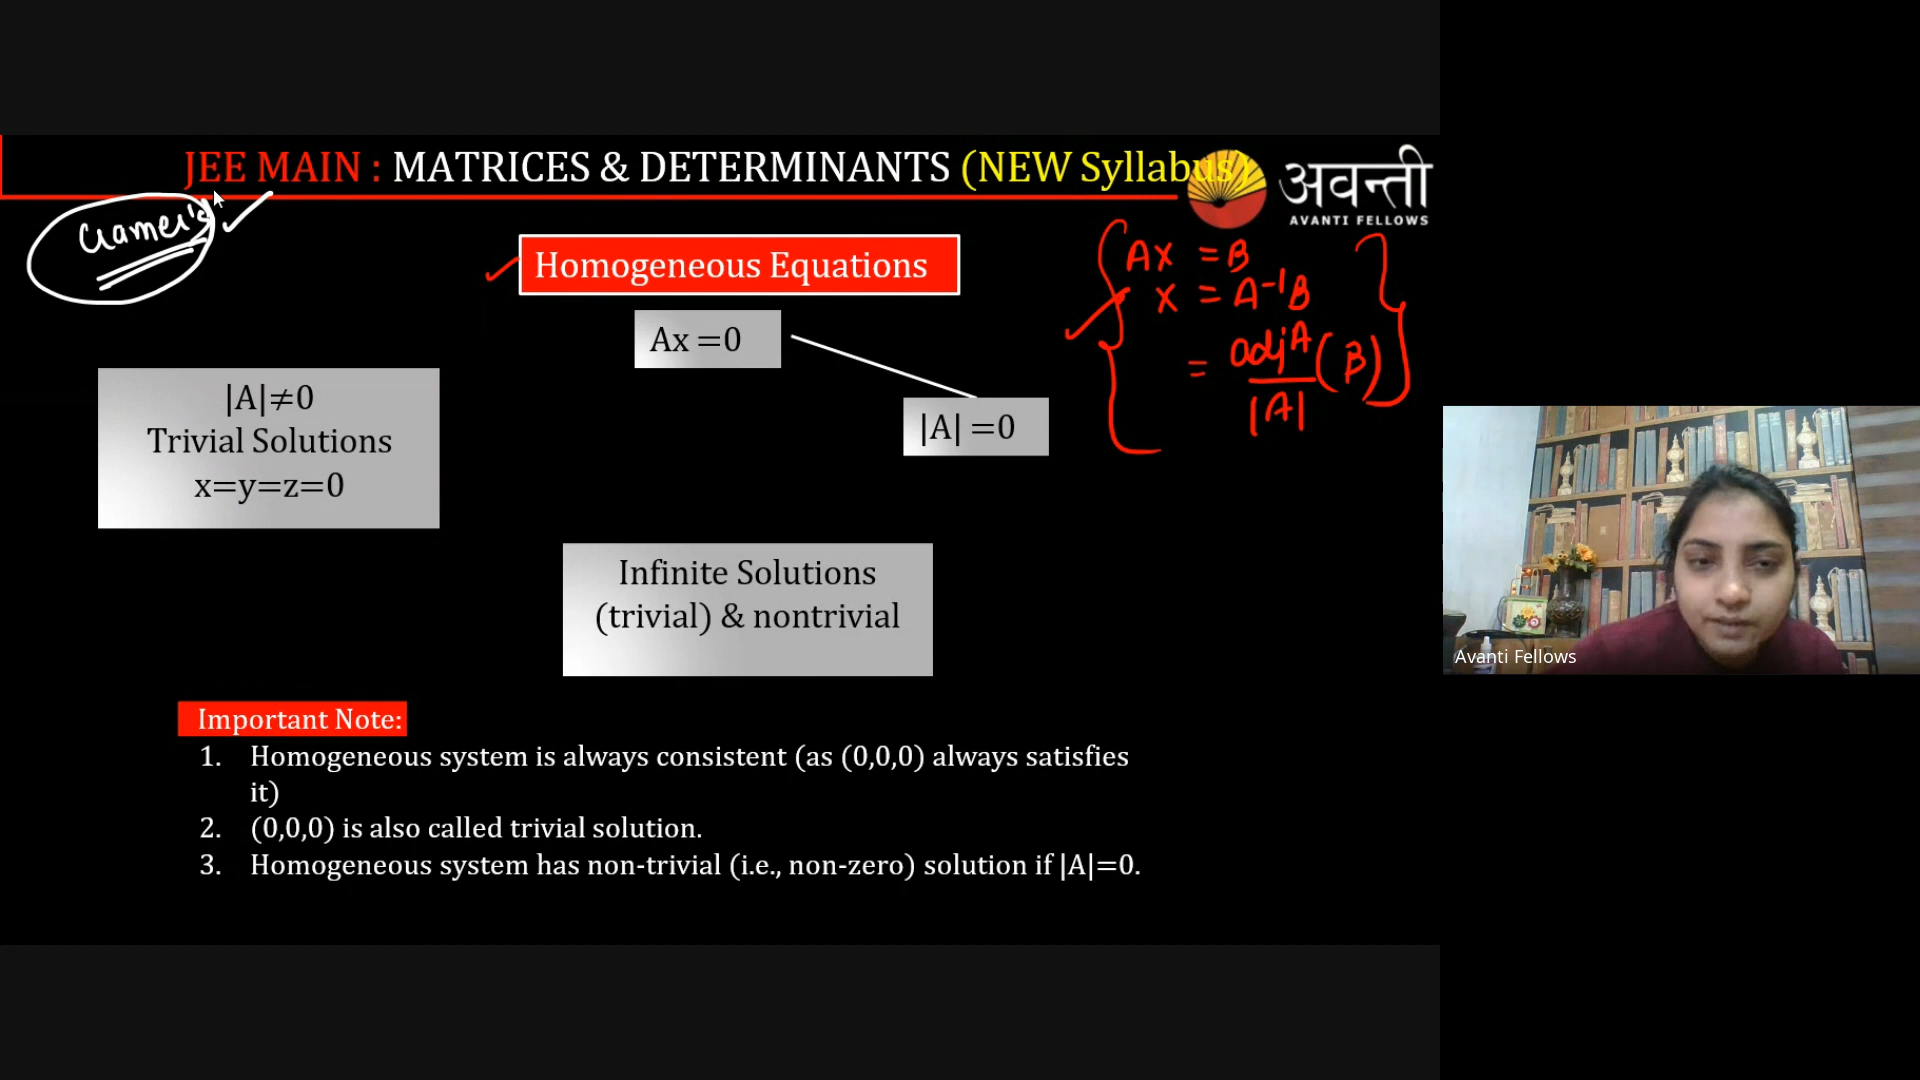 JEE MAIN : MATRICES & DETERMINANTS (NEW Syllabus)
अवन्ती
AVANTI FELLOWS
Cramer's
Homogeneous Equations
Ax =0
|A|≠0
Trivial Solutions
x=y=z=0
|A| =0
AX = B
X = A⁻¹B
= adjA/|A| (B)
Infinite Solutions
(trivial) & nontrivial
Important Note:
1. Homogeneous system is always consistent (as (0,0,0) always satisfies
it)
2. (0,0,0) is also called trivial solution.
3. Homogeneous system has non-trivial (i.e., non-zero) solution if |A|=0.
Avanti Fellows